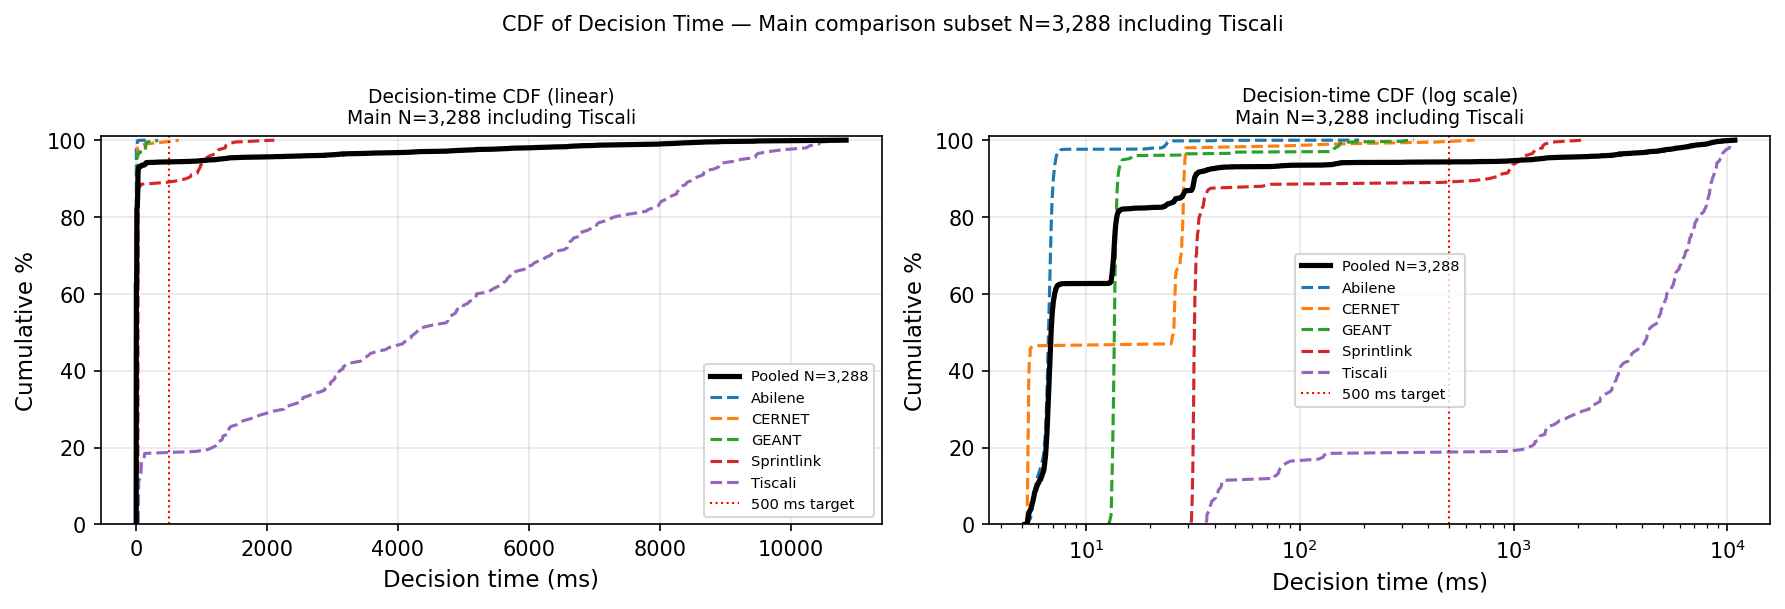 CDF of Decision Time — Main comparison subset N=3,288 including Tiscali
Decision-time CDF (linear)
Main N=3,288 including Tiscali
Cumulative %
100
80
60
40
20
0
0
2000
4000
6000
8000
10000
Decision time (ms)
Pooled N=3,288
Abilene
CERNET
GEANT
Sprintlink
Tiscali
500 ms target
Decision-time CDF (log scale)
Main N=3,288 including Tiscali
Cumulative %
100
80
60
40
20
0
10¹
10²
10³
10⁴
Decision time (ms)
Pooled N=3,288
Abilene
CERNET
GEANT
Sprintlink
Tiscali
500 ms target